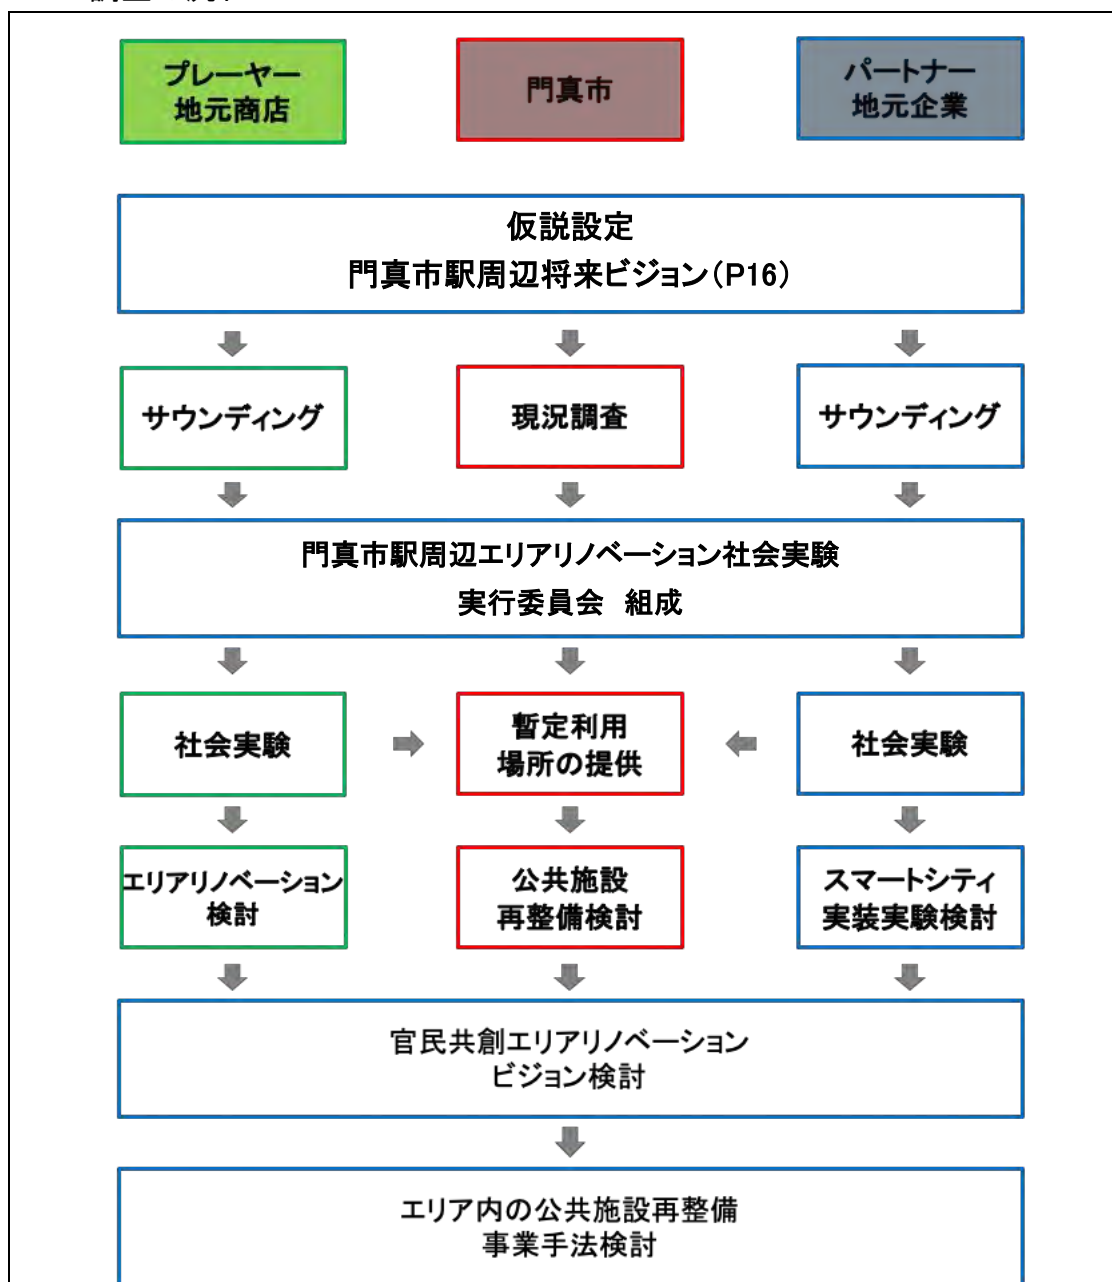 プレーヤー
地元商店
門真市
パートナー
地元企業
仮説設定
門真市駅周辺将来ビジョン（P16）
サウンディング
現況調査
サウンディング
門真市駅周辺エリアリノベーション社会実験
実行委員会　組成
社会実験
暫定利用
場所の提供
社会実験
エリアリノベーション
検討
公共施設
再整備検討
スマートシティ
実装実験検討
官民共創エリアリノベーション
ビジョン検討
エリア内の公共施設再整備
事業手法検討